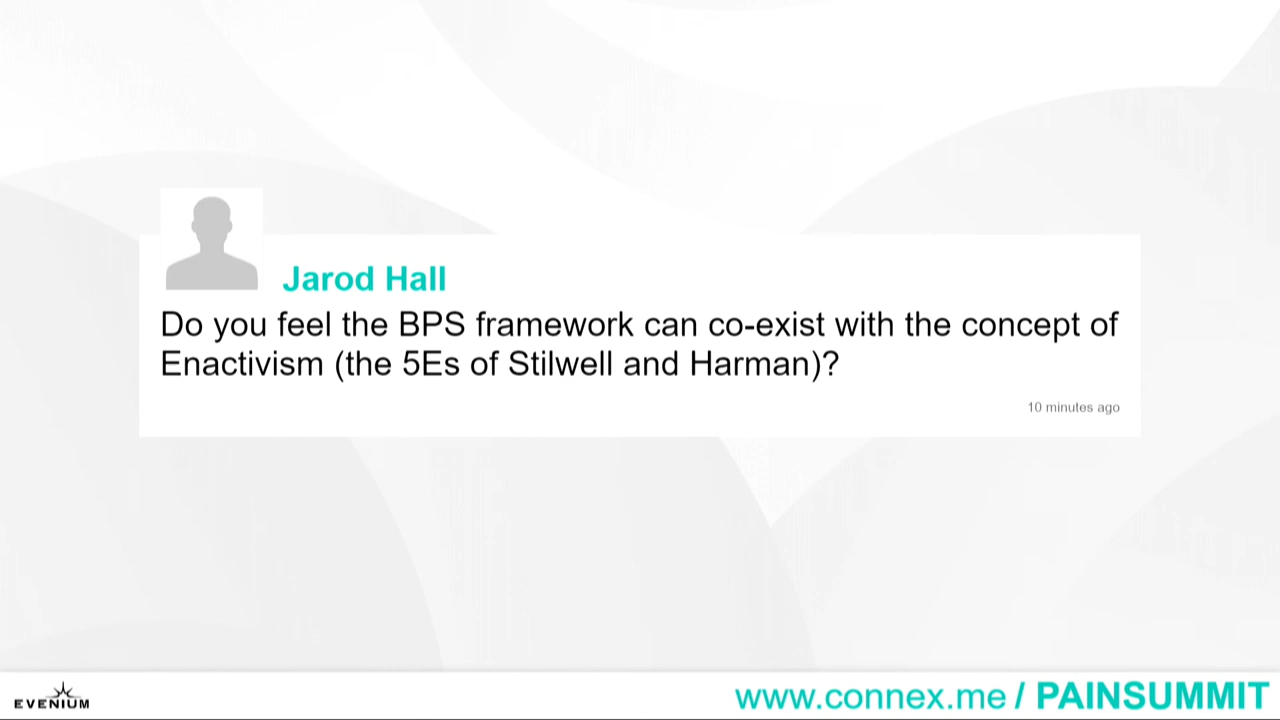 Jarod Hall
Do you feel the BPS framework can co-exist with the concept of
Enactivism (the 5Es of Stilwell and Harman)?
10 minutes ago
EVENIUM
www.connex.me / PAINSUMMIT